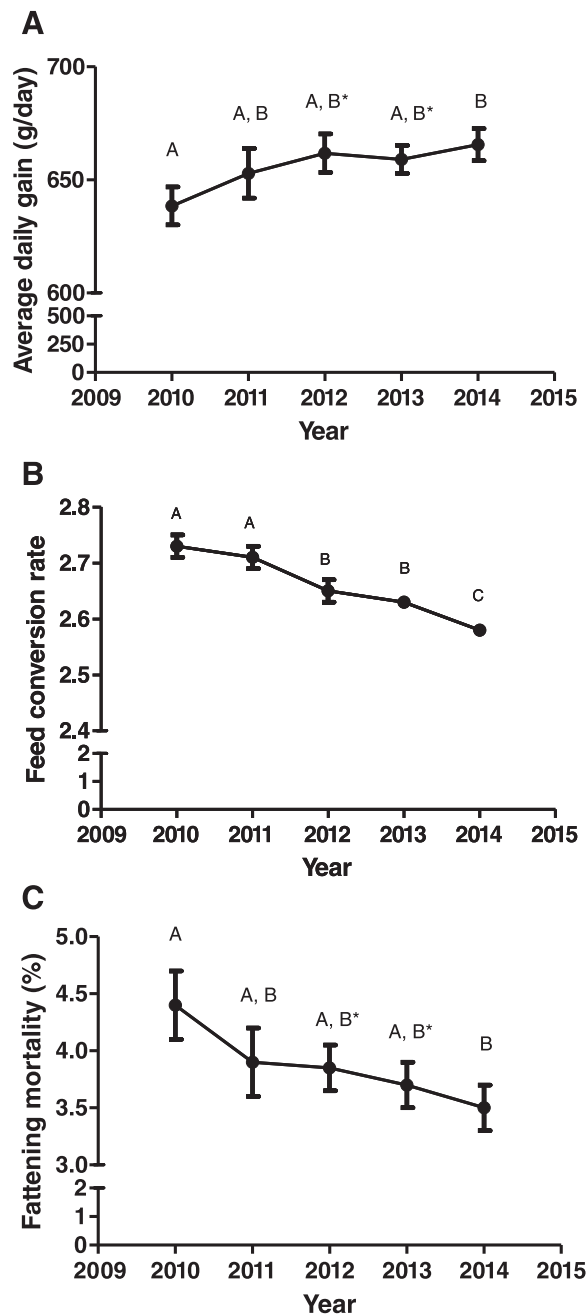 A
Average daily gain (g/day)
700
650
600
500
250
0
A
A, B
A, B*
A, B*
B
2009 2010 2011 2012 2013 2014 2015
Year
B
Feed conversion rate
2.8
2.7
2.6
2.5
2.4
2
1
0
A
A
B
B
C
2009 2010 2011 2012 2013 2014 2015
Year
C
Fattening mortality (%)
5.0
4.5
4.0
3.5
3.0
2
1
0
A
A, B
A, B*
A, B*
B
2009 2010 2011 2012 2013 2014 2015
Year